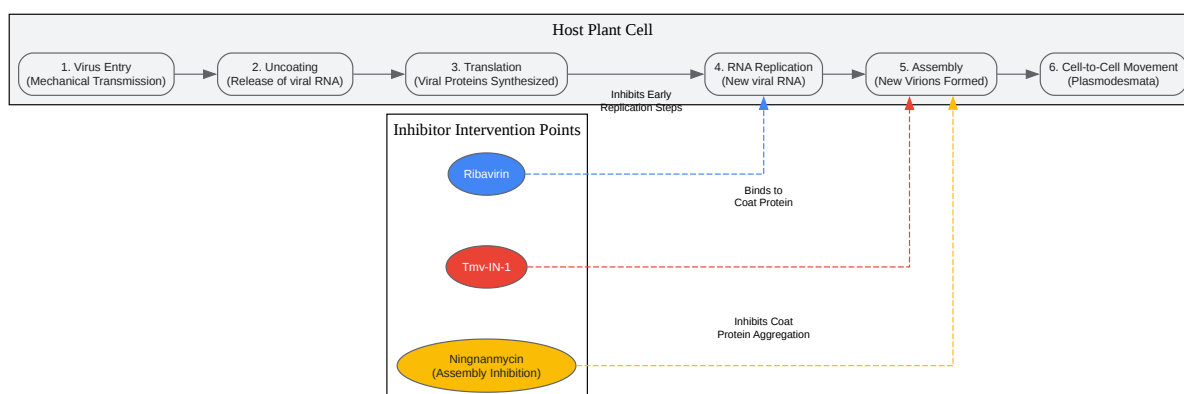 Host Plant Cell
1. Virus Entry
(Mechanical Transmission)
2. Uncoating
(Release of viral RNA)
3. Translation
(Viral Proteins Synthesized)
4. RNA Replication
(New viral RNA)
5. Assembly
(New Virions Formed)
6. Cell-to-Cell Movement
(Plasmodesmata)
Inhibits Early
Replication Steps
Inhibitor Intervention Points
Ribavirin
Binds to
Coat Protein
Tmv-IN-1
Inhibits Coat
Protein Aggregation
Ningnanmycin
(Assembly Inhibition)